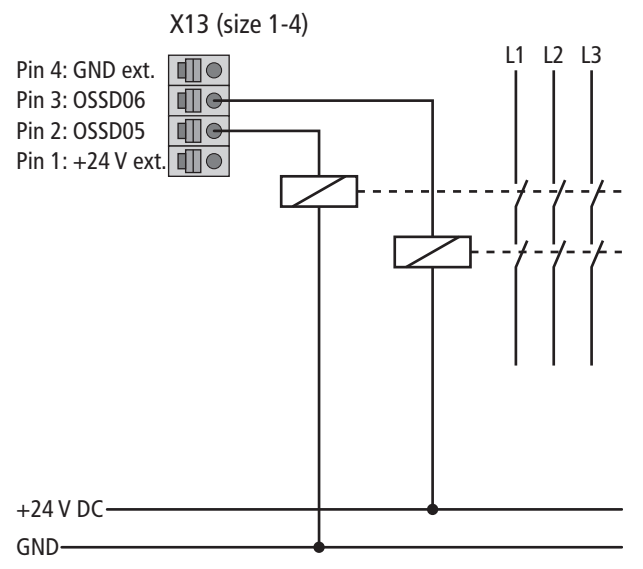 X13 (size 1-4)
L1 L2 L3
Pin 4: GND ext.
Pin 3: OSSD06
Pin 2: OSSD05
Pin 1: +24 V ext.
+24 V DC
GND